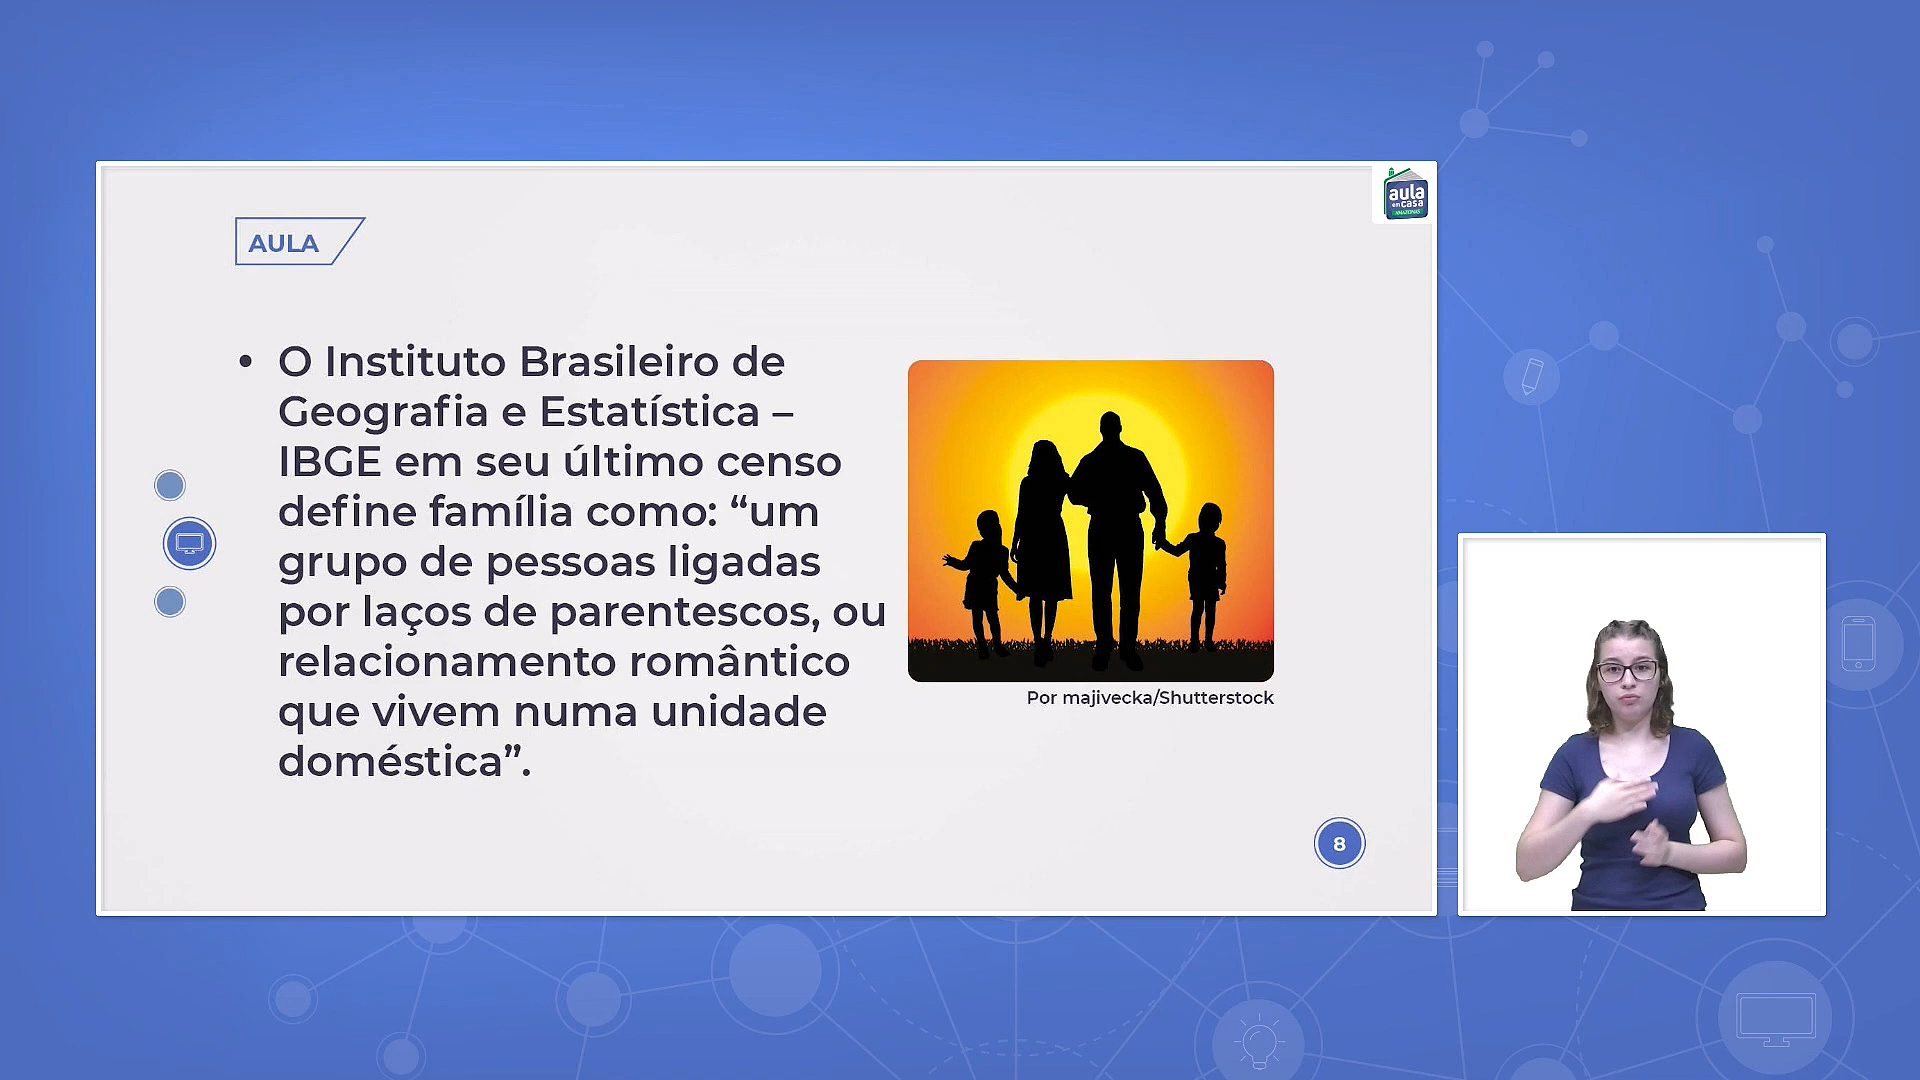 aula
em casa
AMAZONAS
AULA
• O Instituto Brasileiro de
Geografia e Estatística –
IBGE em seu último censo
define família como: “um
grupo de pessoas ligadas
por laços de parentescos, ou
relacionamento romântico
que vivem numa unidade
doméstica”.
Por majivecka/Shutterstock
8